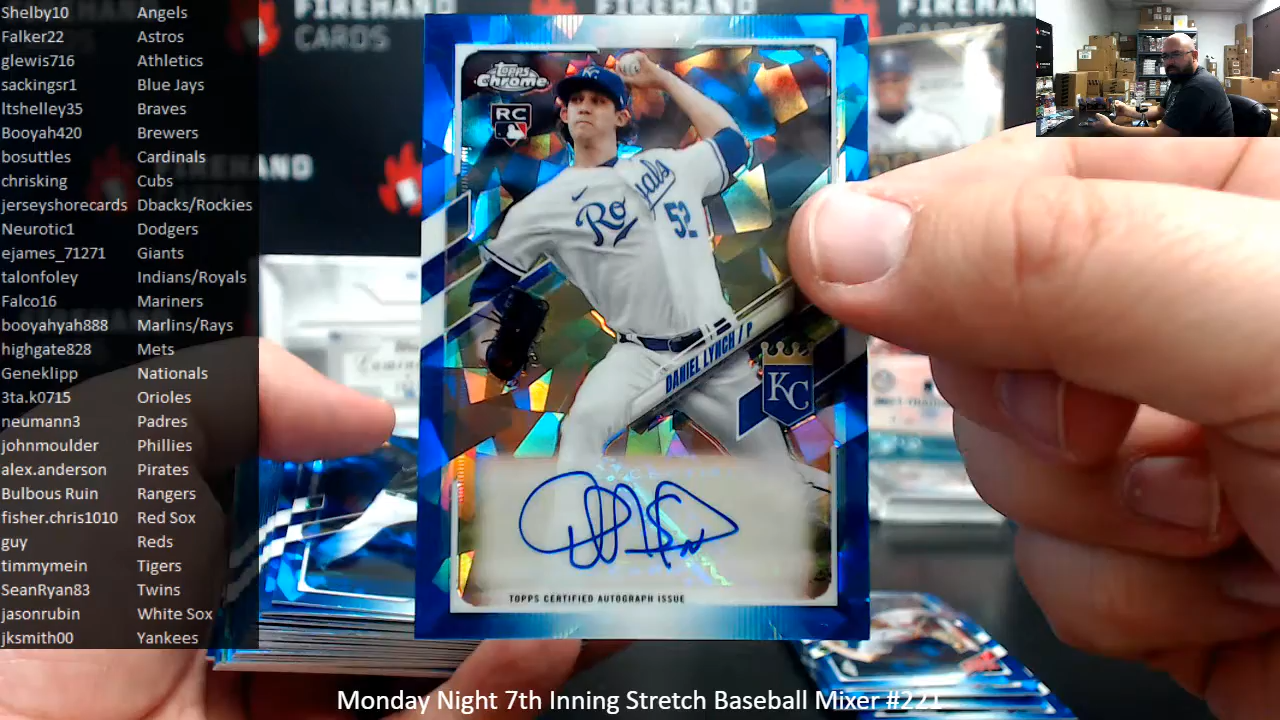 Shelby10 Angels
Falker22 Astros
glewis716 Athletics
sackingsr1 Blue Jays
ltshelley35 Braves
Booyah420 Brewers
bosuttles Cardinals
chrisking Cubs
jerseyshorecards Dbacks/Rockies
Neurotic1 Dodgers
ejames_71271 Giants
talonfoley Indians/Royals
Falco16 Mariners
booyahyah888 Marlins/Rays
highgate828 Mets
Geneklipp Nationals
3ta.k0715 Orioles
neumann3 Padres
johnmoulder Phillies
alex.anderson Pirates
Bulbous Ruin Rangers
fisher.chris1010 Red Sox
guy Reds
timmymein Tigers
SeanRyan83 Twins
jasonrubin White Sox
jksmith00 Yankees
FIREHAND
CARDS
Topps
Chrome
RC
KC
Royals
52
DANIEL LYNCH / P
KC
TOPPS CERTIFIED AUTOGRAPH ISSUE
Monday Night 7th Inning Stretch Baseball Mixer #221